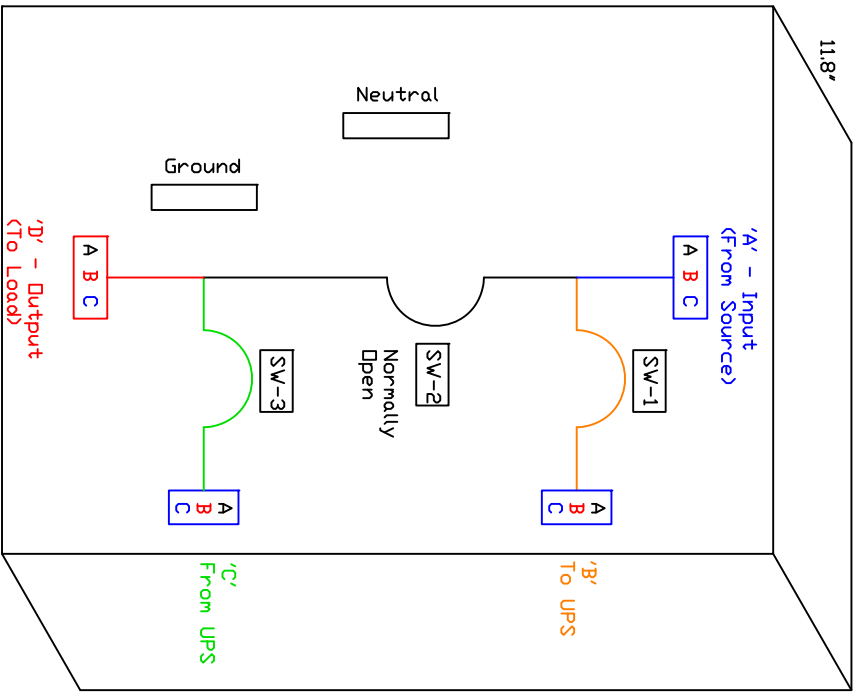 11.8"
'A' - Input
(From Source)
A B C
Neutral
Ground
SW-1
SW-2
Normally
Open
SW-3
'D' - Output
(To Load)
A B C
A B C
'B'
To UPS
A B C
'C'
From UPS